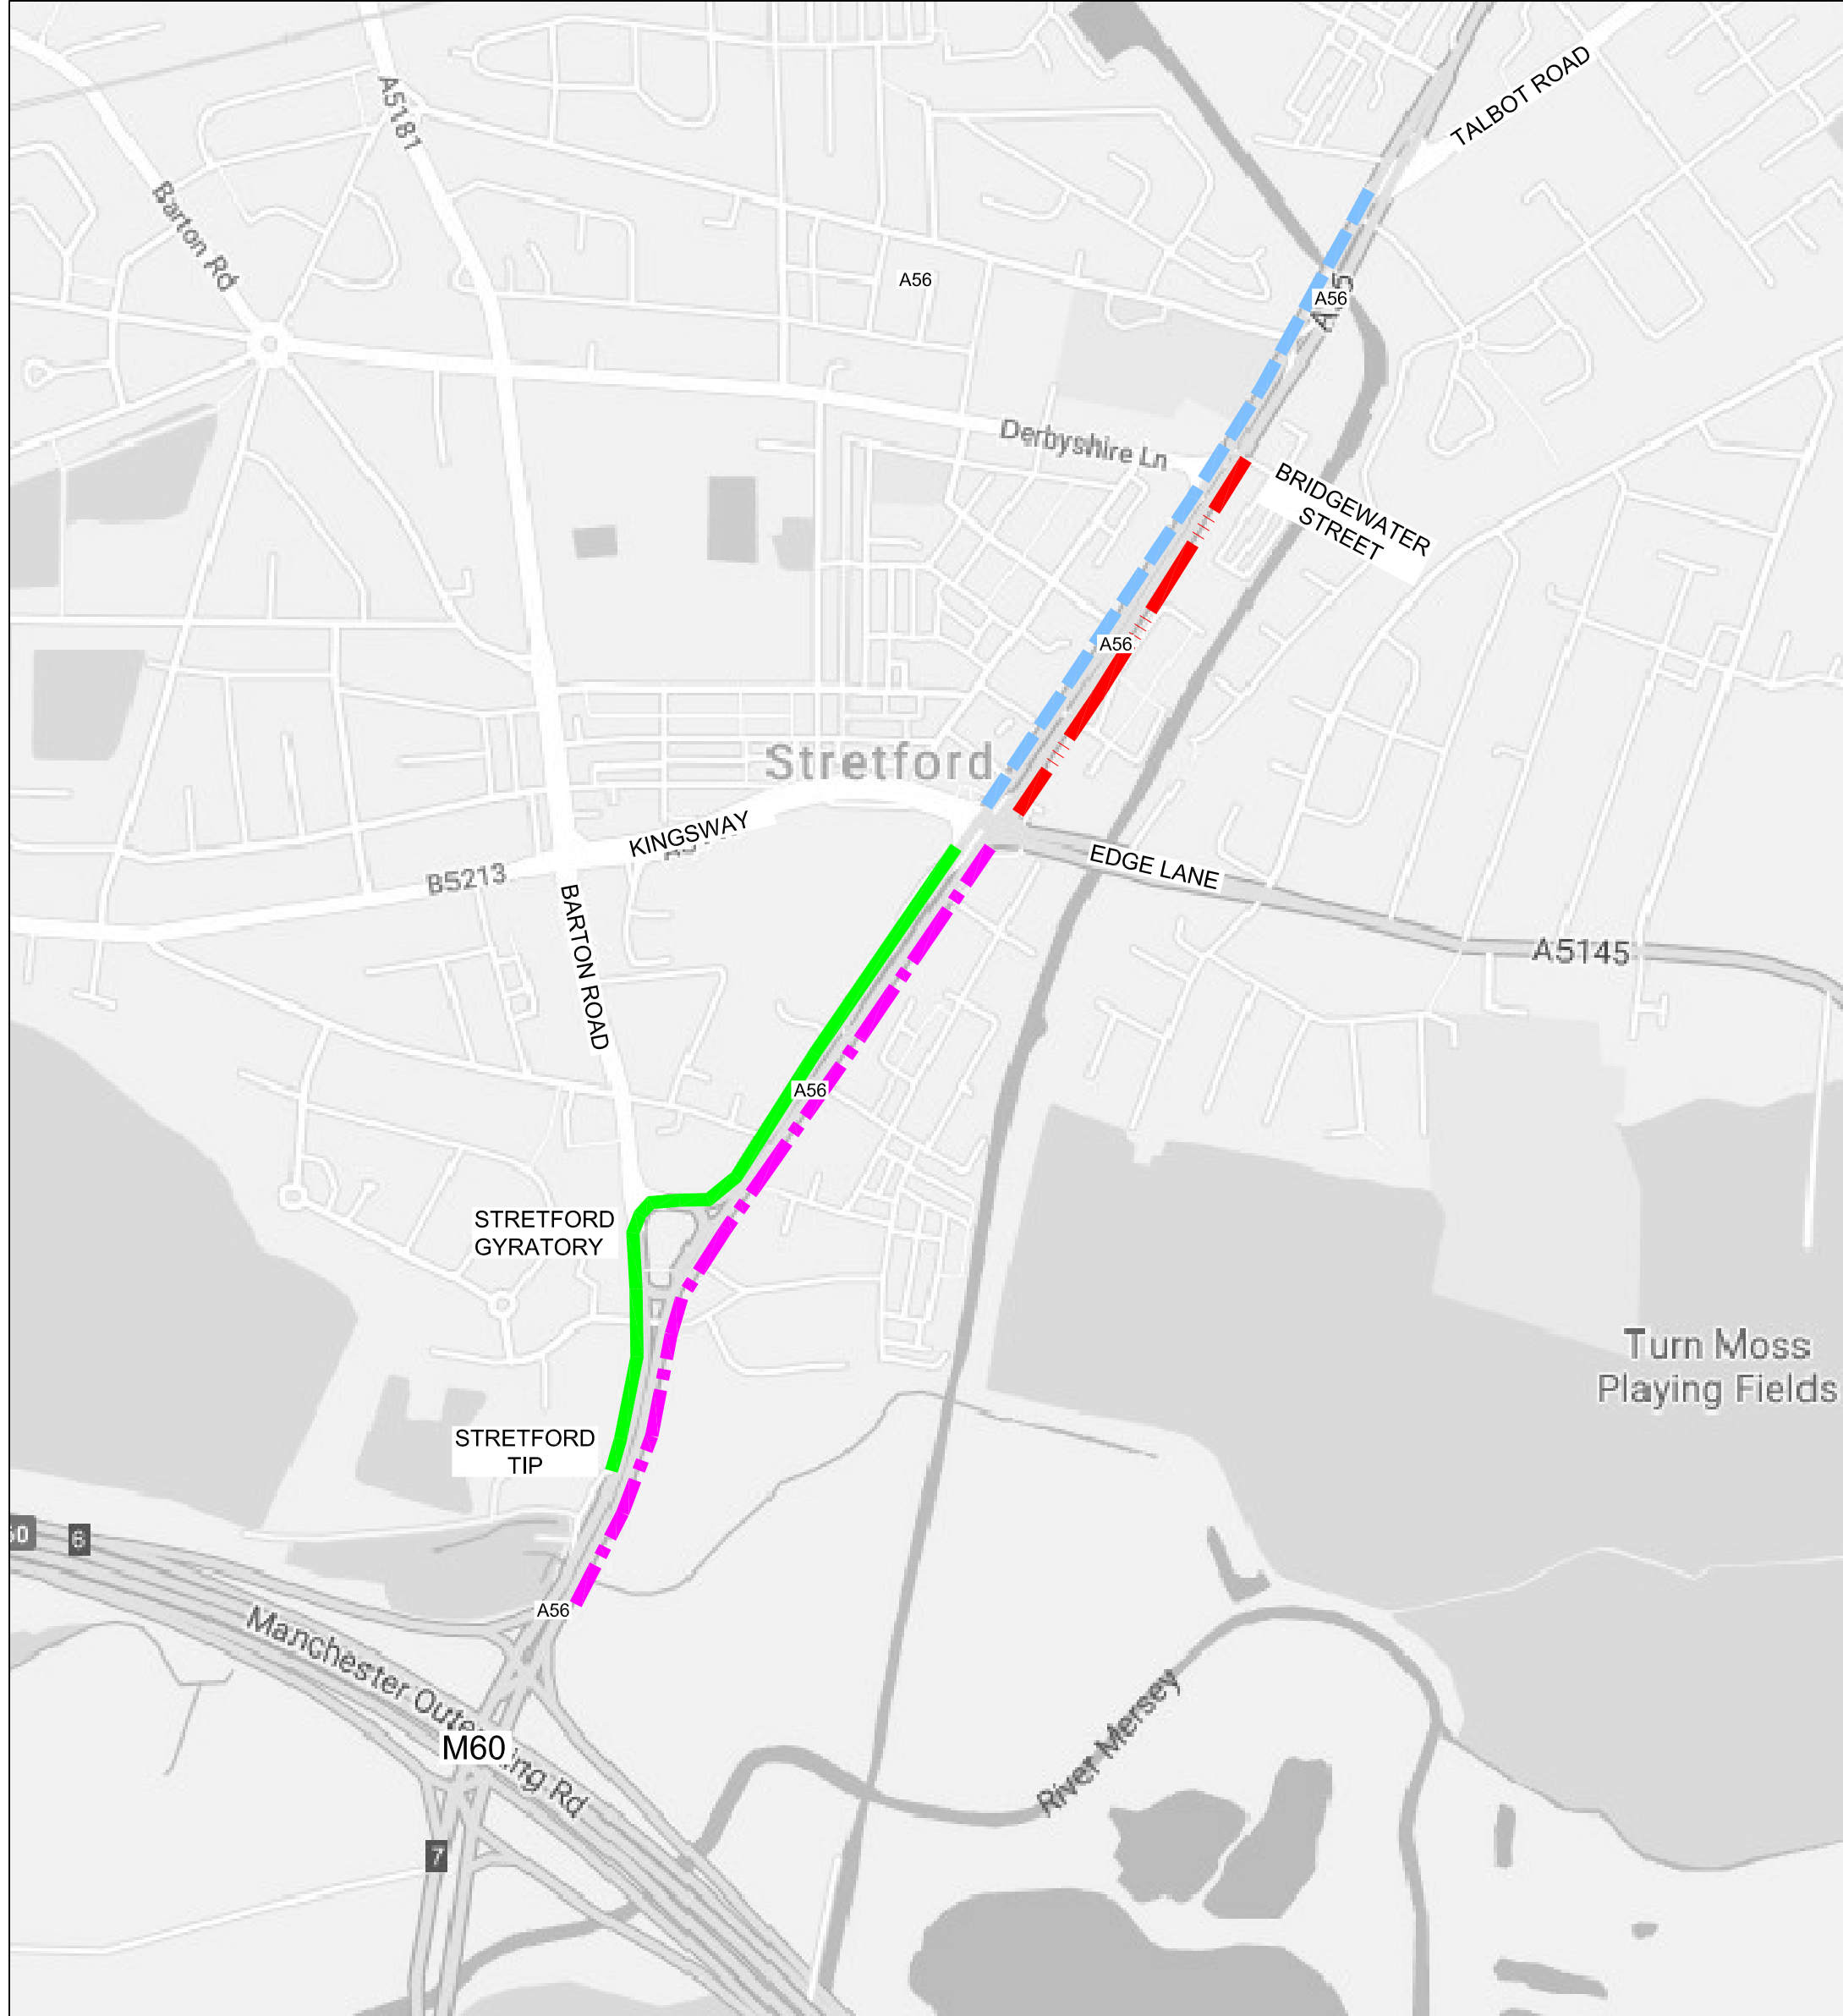 TALBOT ROAD
A5181
Barton Rd
A56
A56
Derbyshire Ln
BRIDGEWATER
STREET
A56
Stretford
KINGSWAY
EDGE LANE
B5213
BARTON ROAD
A5145
A56
STRETFORD
GYRATORY
Turn Moss
Playing Fields
STRETFORD
TIP
6
A56
Manchester Outer Ring Rd
M60
River Mersey
7